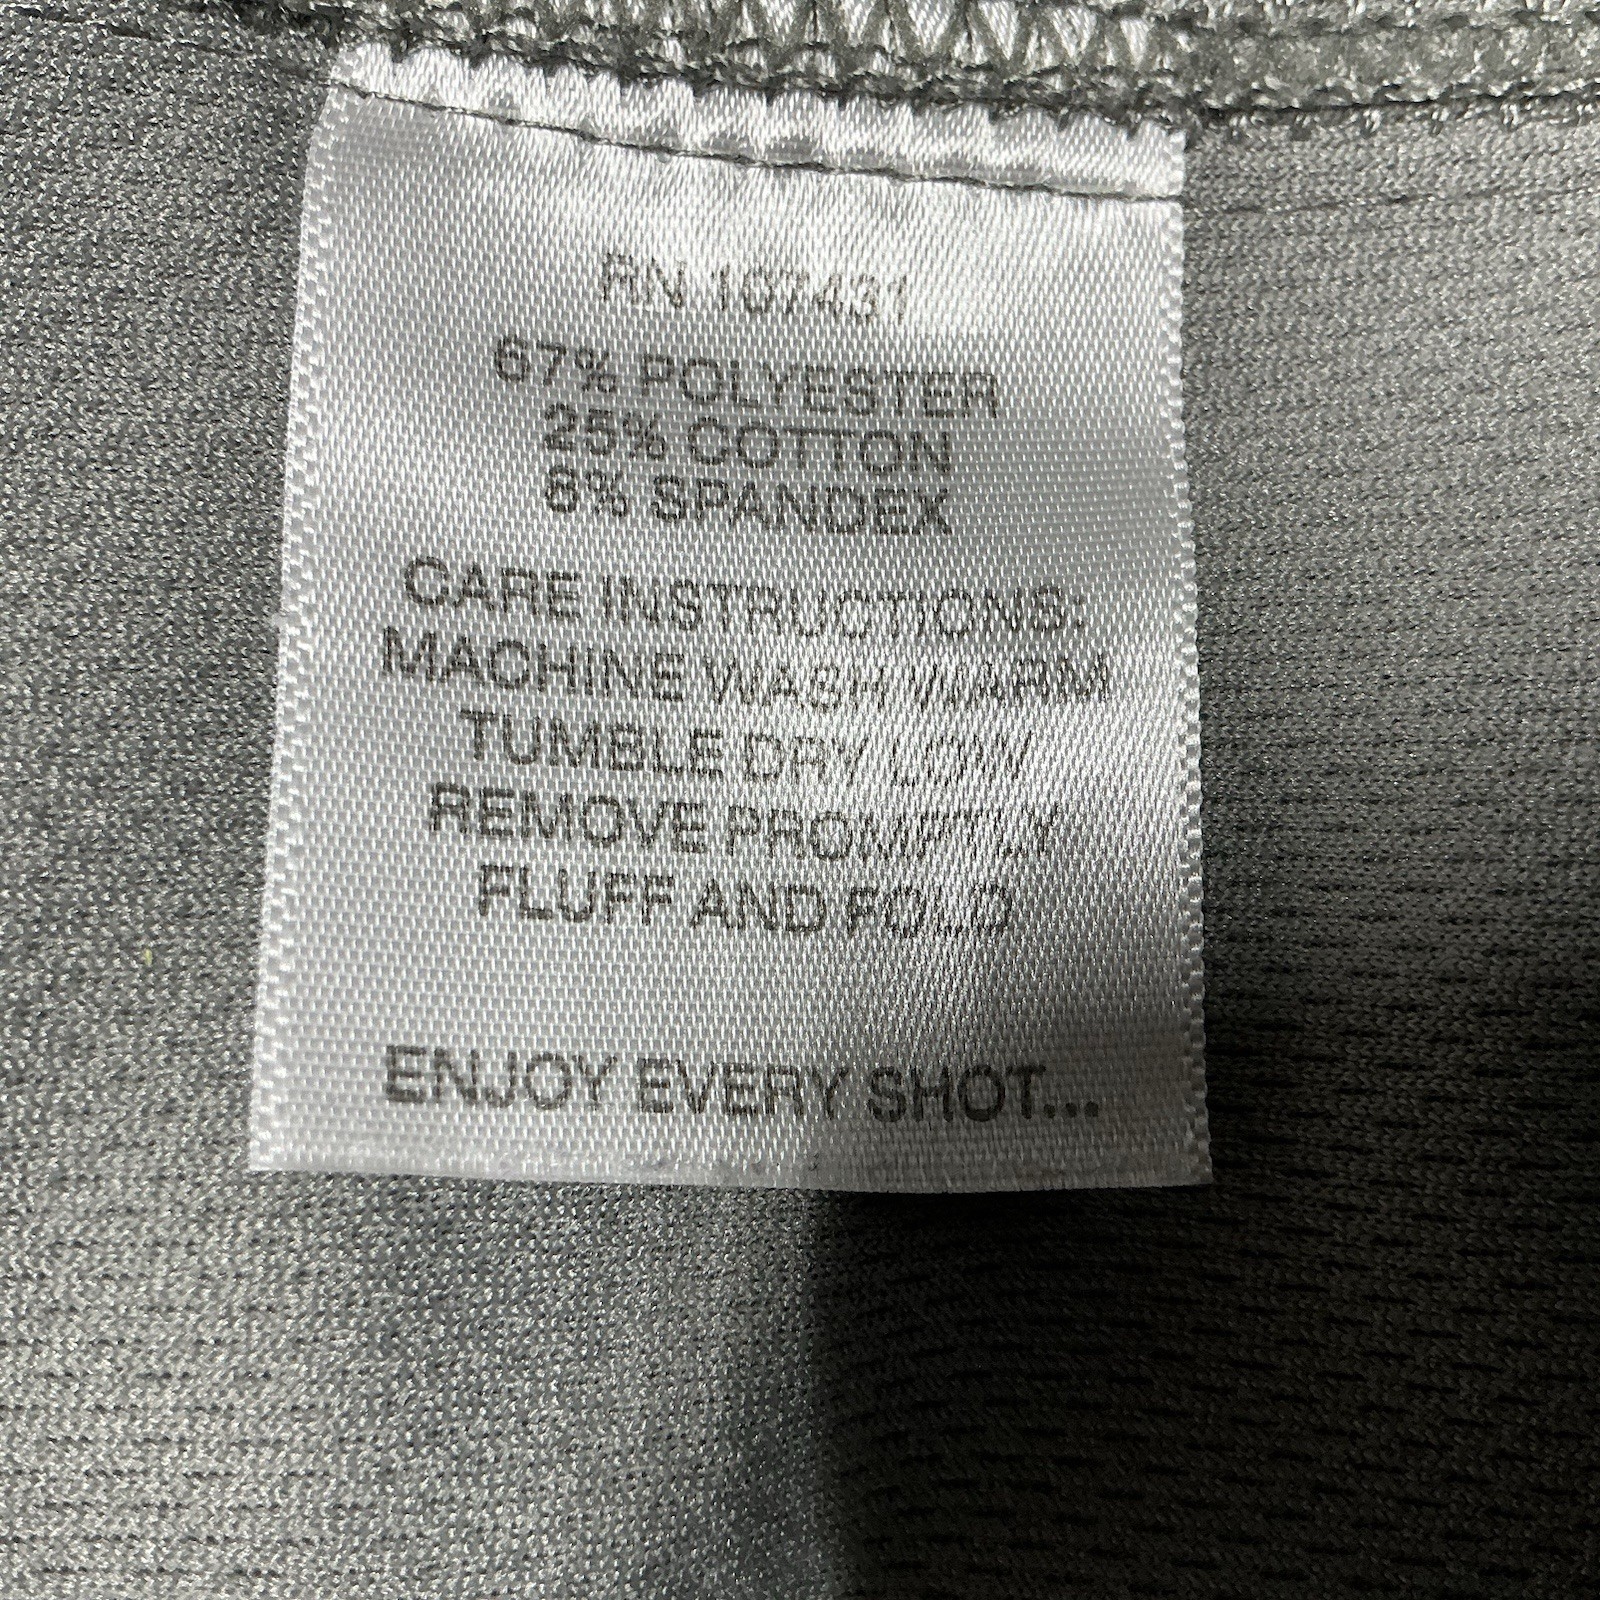 RN 107431
67% POLYESTER
25% COTTON
8% SPANDEX
CARE INSTRUCTIONS:
MACHINE WASH WARM
TUMBLE DRY LOW
REMOVE PROMPTLY
FLUFF AND FOLD
ENJOY EVERY SHOT...